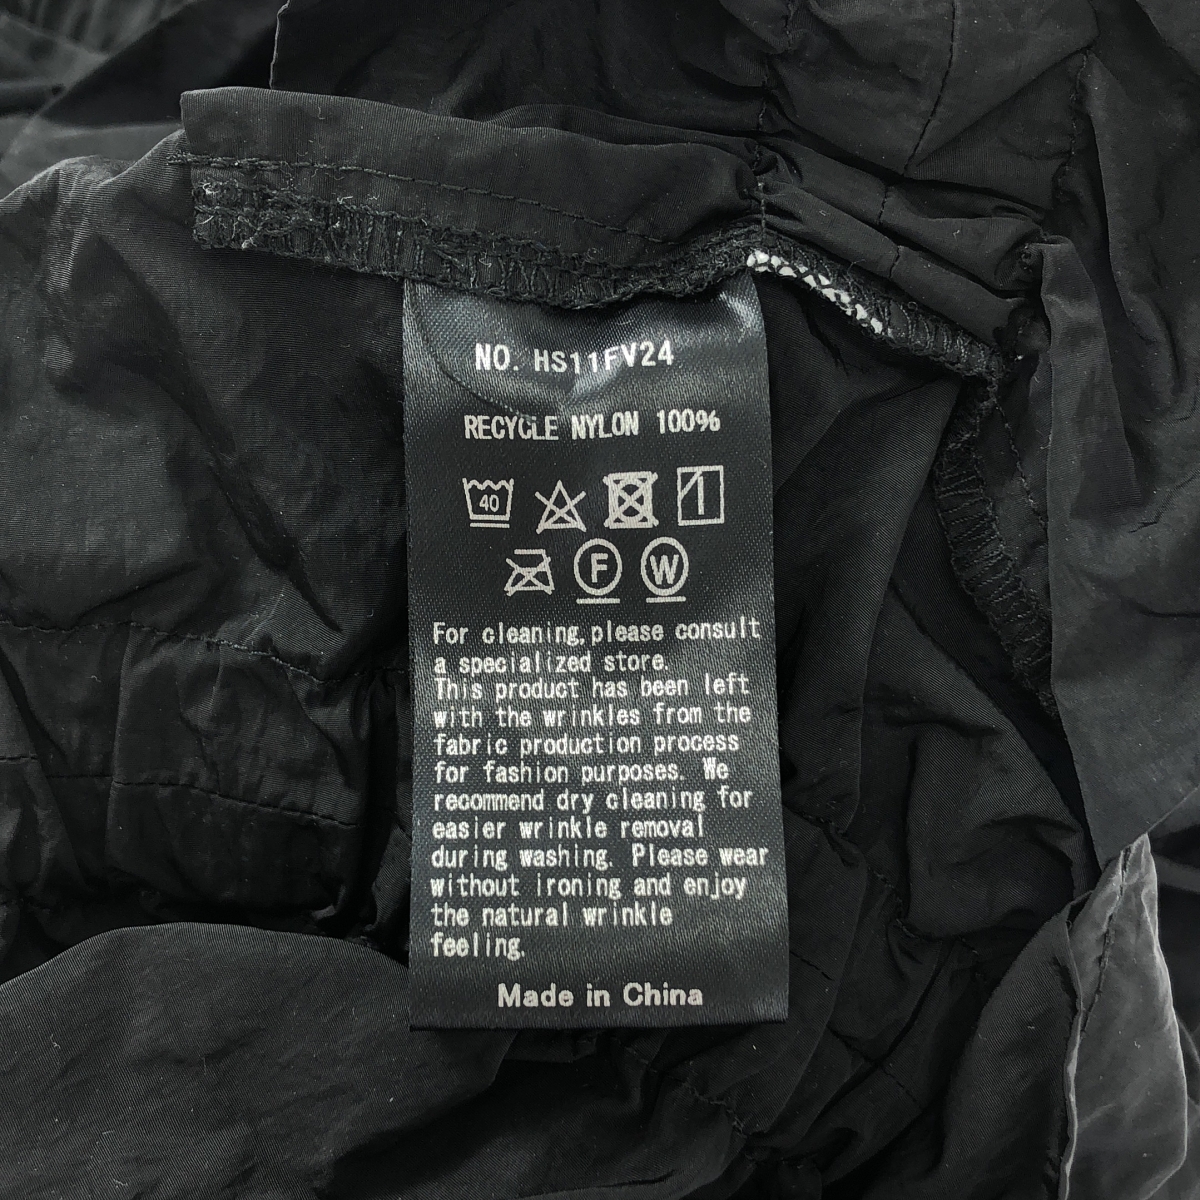 NO. HS11FV24
RECYCLE NYLON 100%
40
F W
For cleaning, please consult
a specialized store.
This product has been left
with the wrinkles from the
fabric production process
for fashion purposes. We
recommend dry cleaning for
easier wrinkle removal
during washing. Please wear
without ironing and enjoy
the natural wrinkle
feeling.
Made in China